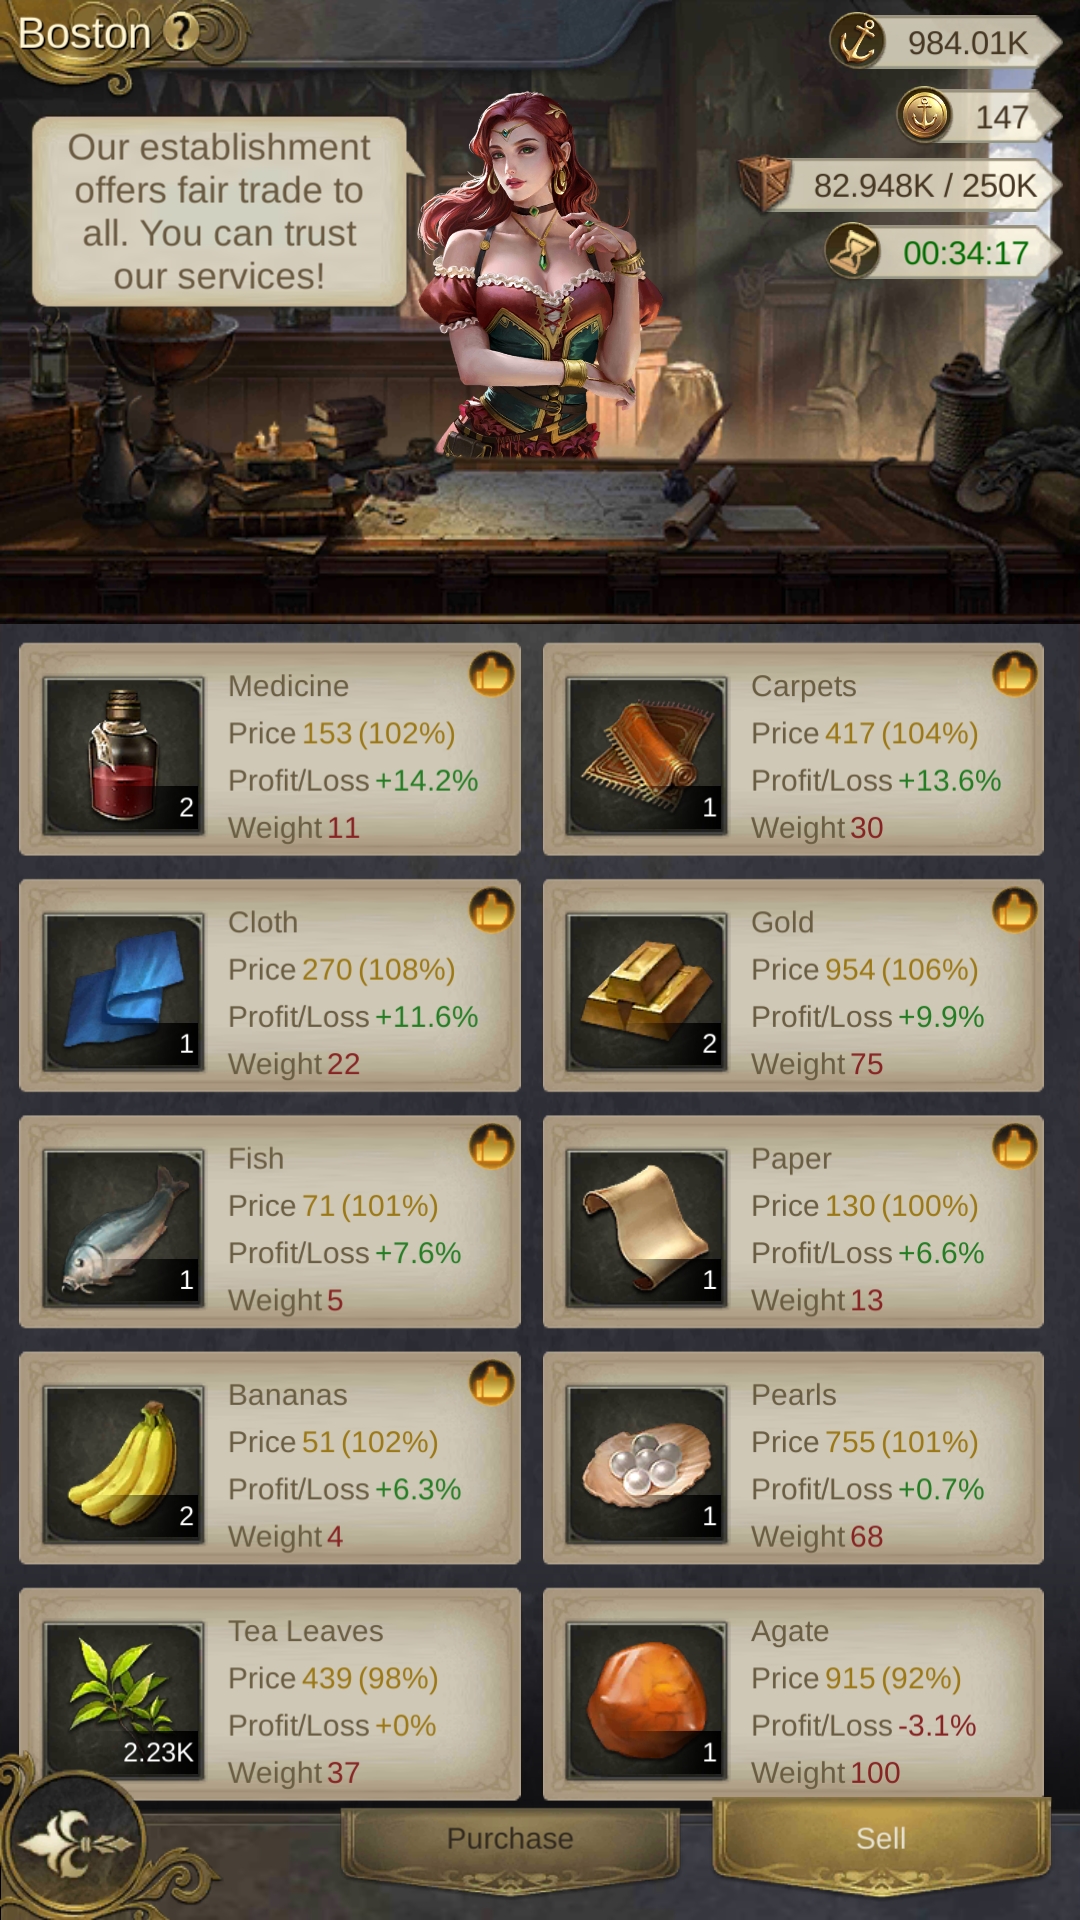 Boston ?
984.01K
147
82.948K / 250K
00:34:17
Our establishment
offers fair trade to
all. You can trust
our services!
Medicine
Price 153 (102%)
Profit/Loss +14.2%
Weight 11
2
Carpets
Price 417 (104%)
Profit/Loss +13.6%
Weight 30
1
Cloth
Price 270 (108%)
Profit/Loss +11.6%
Weight 22
1
Gold
Price 954 (106%)
Profit/Loss +9.9%
Weight 75
2
Fish
Price 71 (101%)
Profit/Loss +7.6%
Weight 5
1
Paper
Price 130 (100%)
Profit/Loss +6.6%
Weight 13
1
Bananas
Price 51 (102%)
Profit/Loss +6.3%
Weight 4
2
Pearls
Price 755 (101%)
Profit/Loss +0.7%
Weight 68
1
Tea Leaves
Price 439 (98%)
Profit/Loss +0%
Weight 37
2.23K
Agate
Price 915 (92%)
Profit/Loss -3.1%
Weight 100
1
Purchase
Sell